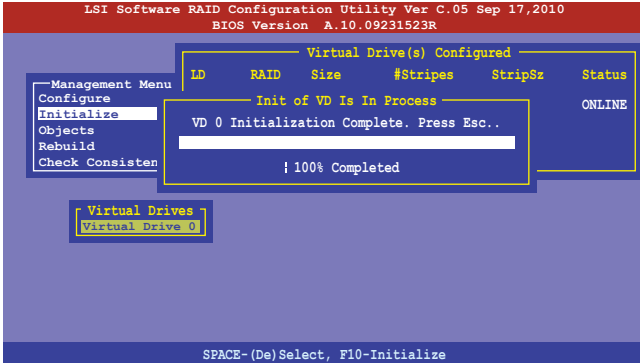 LSI Software RAID Configuration Utility Ver C.05 Sep 17,2010
BIOS Version A.10.09231523R
Virtual Drive(s) Configured
LD RAID Size #Stripes StripSz Status
ONLINE
Management Menu
Configure
Initialize
Objects
Rebuild
Check Consisten
Init of VD Is In Process
VD 0 Initialization Complete. Press Esc..
100% Completed
Virtual Drives
Virtual Drive 0
SPACE-(De)Select, F10-Initialize